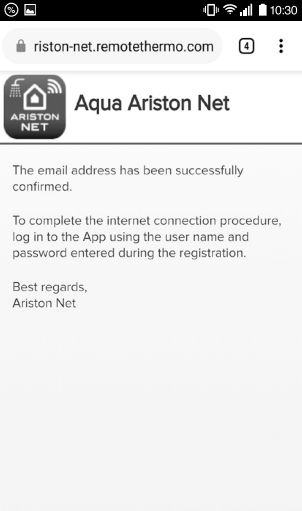 10:30
riston-net.remotethermo.com
4
ARISTON
NET
Aqua Ariston Net
The email address has been successfully
confirmed.
To complete the internet connection procedure,
log in to the App using the user name and
password entered during the registration.
Best regards,
Ariston Net